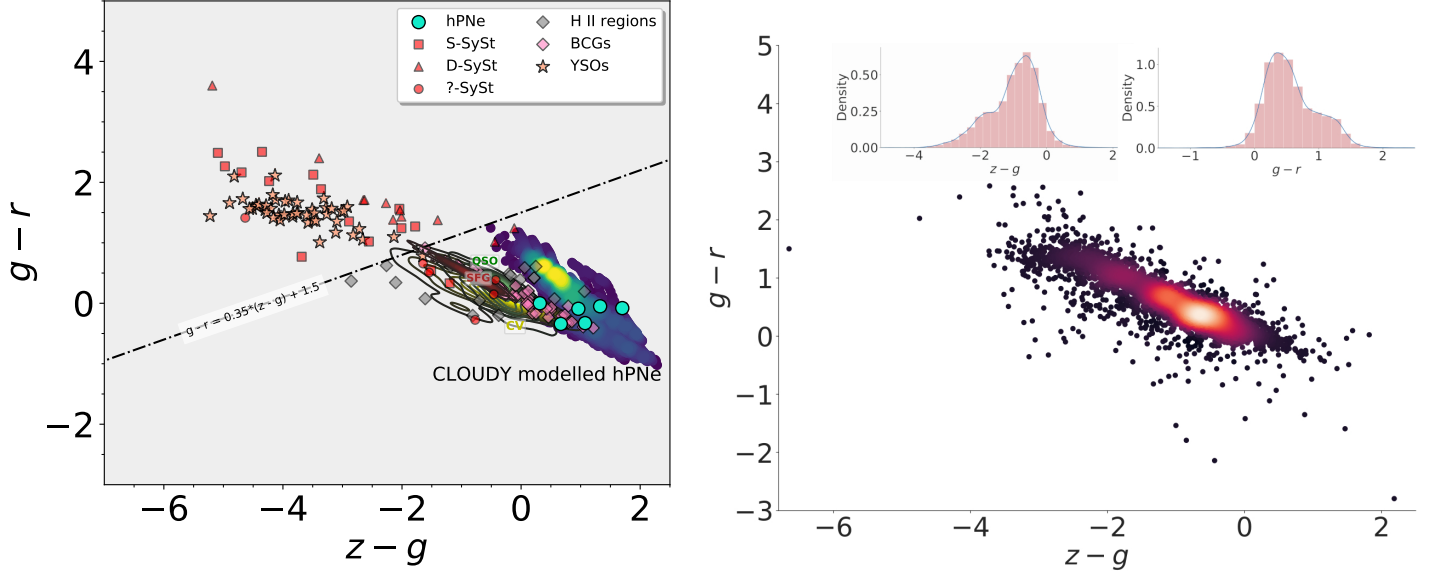 hPNe
S-SySt
D-SySt
?-SySt
H II regions
BCGs
YSOs
4
2
0
−2
g − r
g - r = 0.35*(z - g) + 1.5
QSO
SFG
CV
CLOUDY modelled hPNe
−6
−4
−2
0
2
z − g
5
4
3
2
1
0
−1
−2
−3
g − r
Density
0.50
0.25
0.00
−4
−2
0
2
z − g
Density
1.0
0.5
0.0
−1
0
1
2
g − r
−6
−4
−2
0
2
z − g